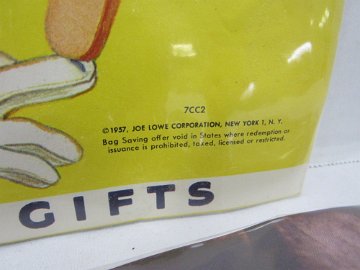 7CC2
©1957, JOE LOWE CORPORATION, NEW YORK 1, N. Y.
Bag Saving offer void in States where redemption or
issuance is prohibited, taxed, licensed or restricted.
GIFTS